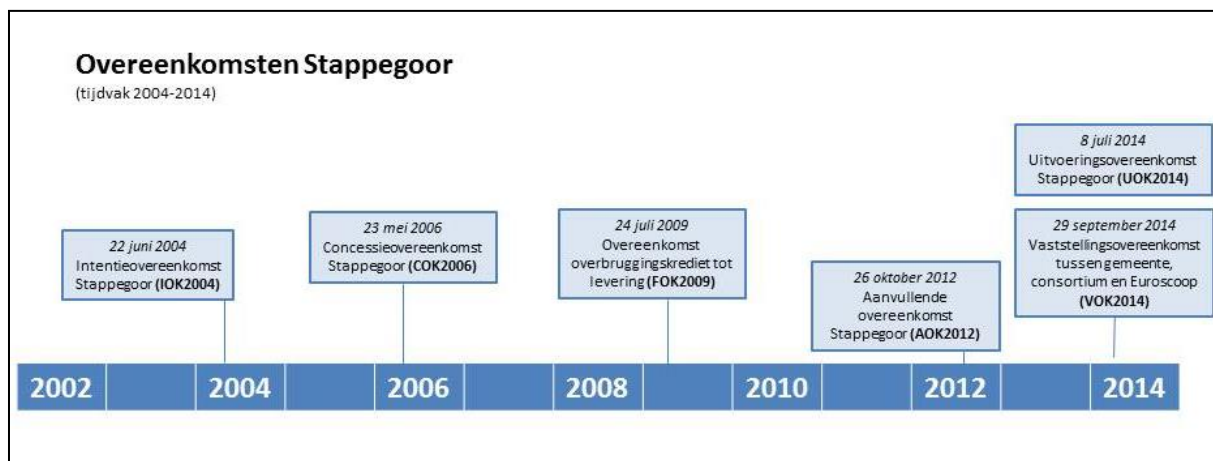 Overeenkomsten Stappegoor
(tijdvak 2004-2014)
22 juni 2004
Intentieovereenkomst
Stappegoor (IOK2004)
23 mei 2006
Concessieovereenkomst
Stappegoor (COK2006)
24 juli 2009
Overeenkomst
overbruggingskrediet tot
levering (FOK2009)
26 oktober 2012
Aanvullende
overeenkomst
Stappegoor (AOK2012)
8 juli 2014
Uitvoeringsovereenkomst
Stappegoor (UOK2014)
29 september 2014
Vaststellingsovereenkomst
tussen gemeente,
consortium en Euroscoop
(VOK2014)
2002 2004 2006 2008 2010 2012 2014